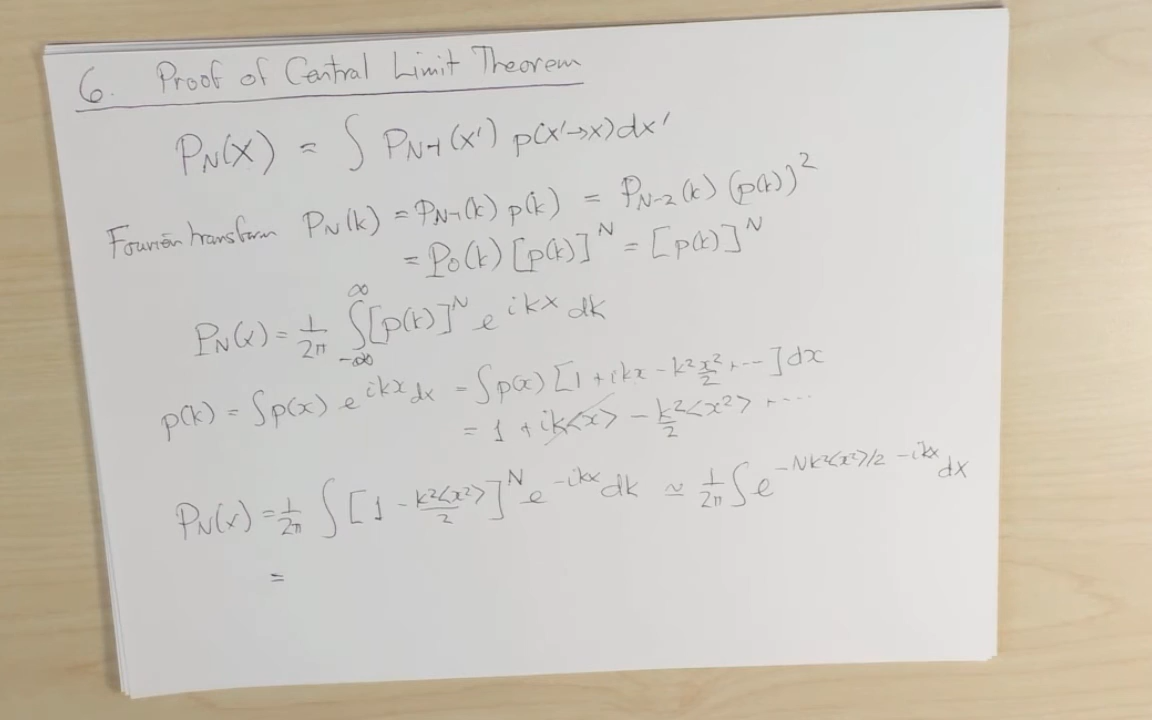 6. Proof of Central Limit Theorem
P_N(x) = ∫ P_{N-1}(x') p(x'→x) dx'
Fourier transform P_N(k) = P_{N-1}(k) p(k) = P_{N-2}(k) (p(k))^2
= P_0(k) [p(k)]^N = [p(k)]^N
P_N(x) = 1/2π ∫_{-∞}^{∞} [p(k)]^N e^{ikx} dk
p(k) = ∫p(x) e^{ikx} dx = ∫p(x) [1 + ikx - k^2 x^2/2 + ...] dx
= 1 + ik<x> - k^2/2 <x^2> + ....
P_N(x) = 1/2π ∫ [1 - k^2<x^2>/2]^N e^{-ikx} dk ≃ 1/2π ∫ e^{-Nk^2<x^2>/2 - ikx} dx
=